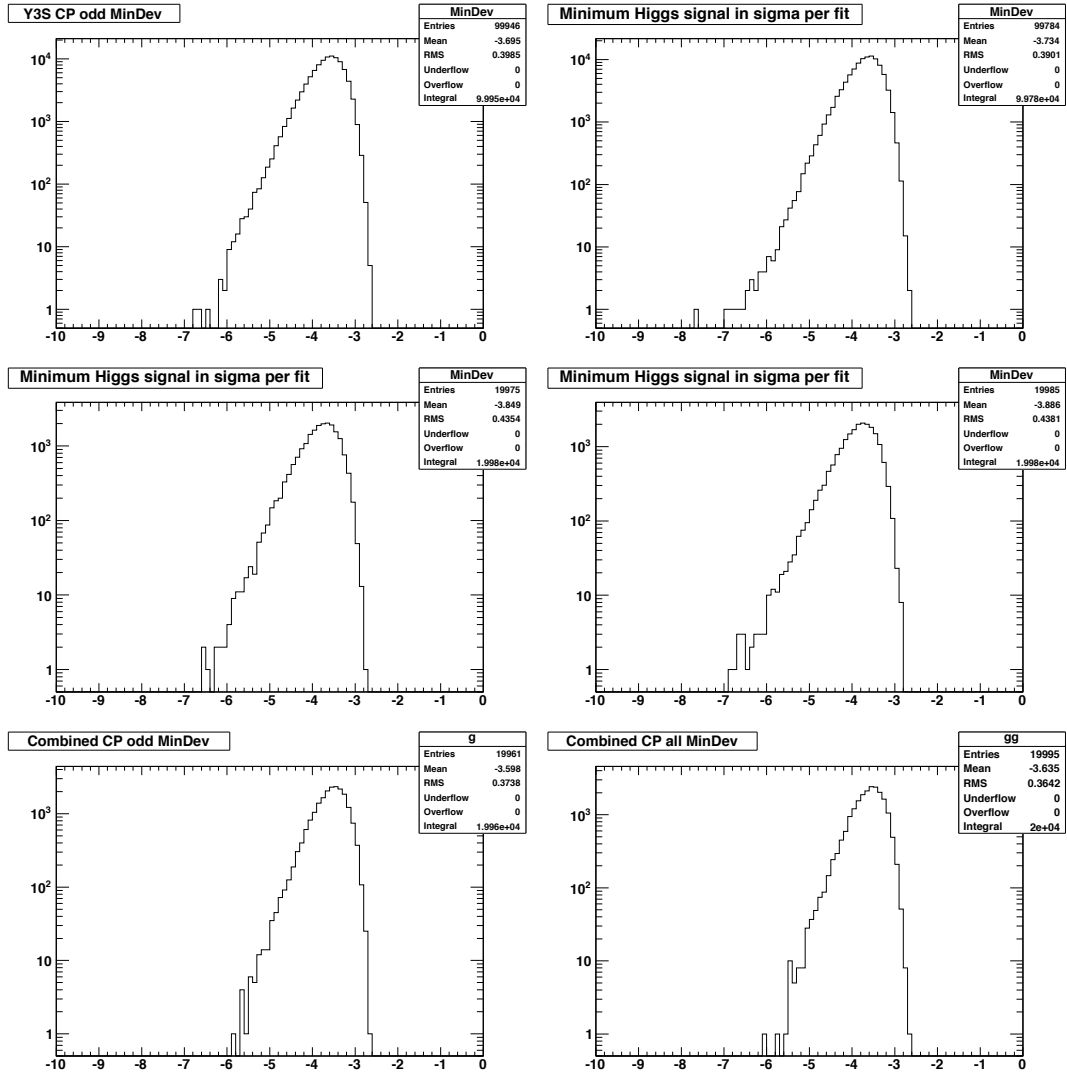 Y3S CP odd MinDev
MinDev
Entries 99946
Mean -3.695
RMS 0.3985
Underflow 0
Overflow 0
Integral 9.995e+04
10^4
10^3
10^2
10
1
-10 -9 -8 -7 -6 -5 -4 -3 -2 -1 0
Minimum Higgs signal in sigma per fit
MinDev
Entries 99784
Mean -3.734
RMS 0.3901
Underflow 0
Overflow 0
Integral 9.978e+04
10^4
10^3
10^2
10
1
-10 -9 -8 -7 -6 -5 -4 -3 -2 -1 0
Minimum Higgs signal in sigma per fit
MinDev
Entries 19975
Mean -3.849
RMS 0.4354
Underflow 0
Overflow 0
Integral 1.998e+04
10^3
10^2
10
1
-10 -9 -8 -7 -6 -5 -4 -3 -2 -1 0
Minimum Higgs signal in sigma per fit
MinDev
Entries 19985
Mean -3.886
RMS 0.4381
Underflow 0
Overflow 0
Integral 1.998e+04
10^3
10^2
10
1
-10 -9 -8 -7 -6 -5 -4 -3 -2 -1 0
Combined CP odd MinDev
g
Entries 19961
Mean -3.598
RMS 0.3738
Underflow 0
Overflow 0
Integral 1.996e+04
10^3
10^2
10
1
-10 -9 -8 -7 -6 -5 -4 -3 -2 -1 0
Combined CP all MinDev
gg
Entries 19995
Mean -3.635
RMS 0.3642
Underflow 0
Overflow 0
Integral 2e+04
10^3
10^2
10
1
-10 -9 -8 -7 -6 -5 -4 -3 -2 -1 0